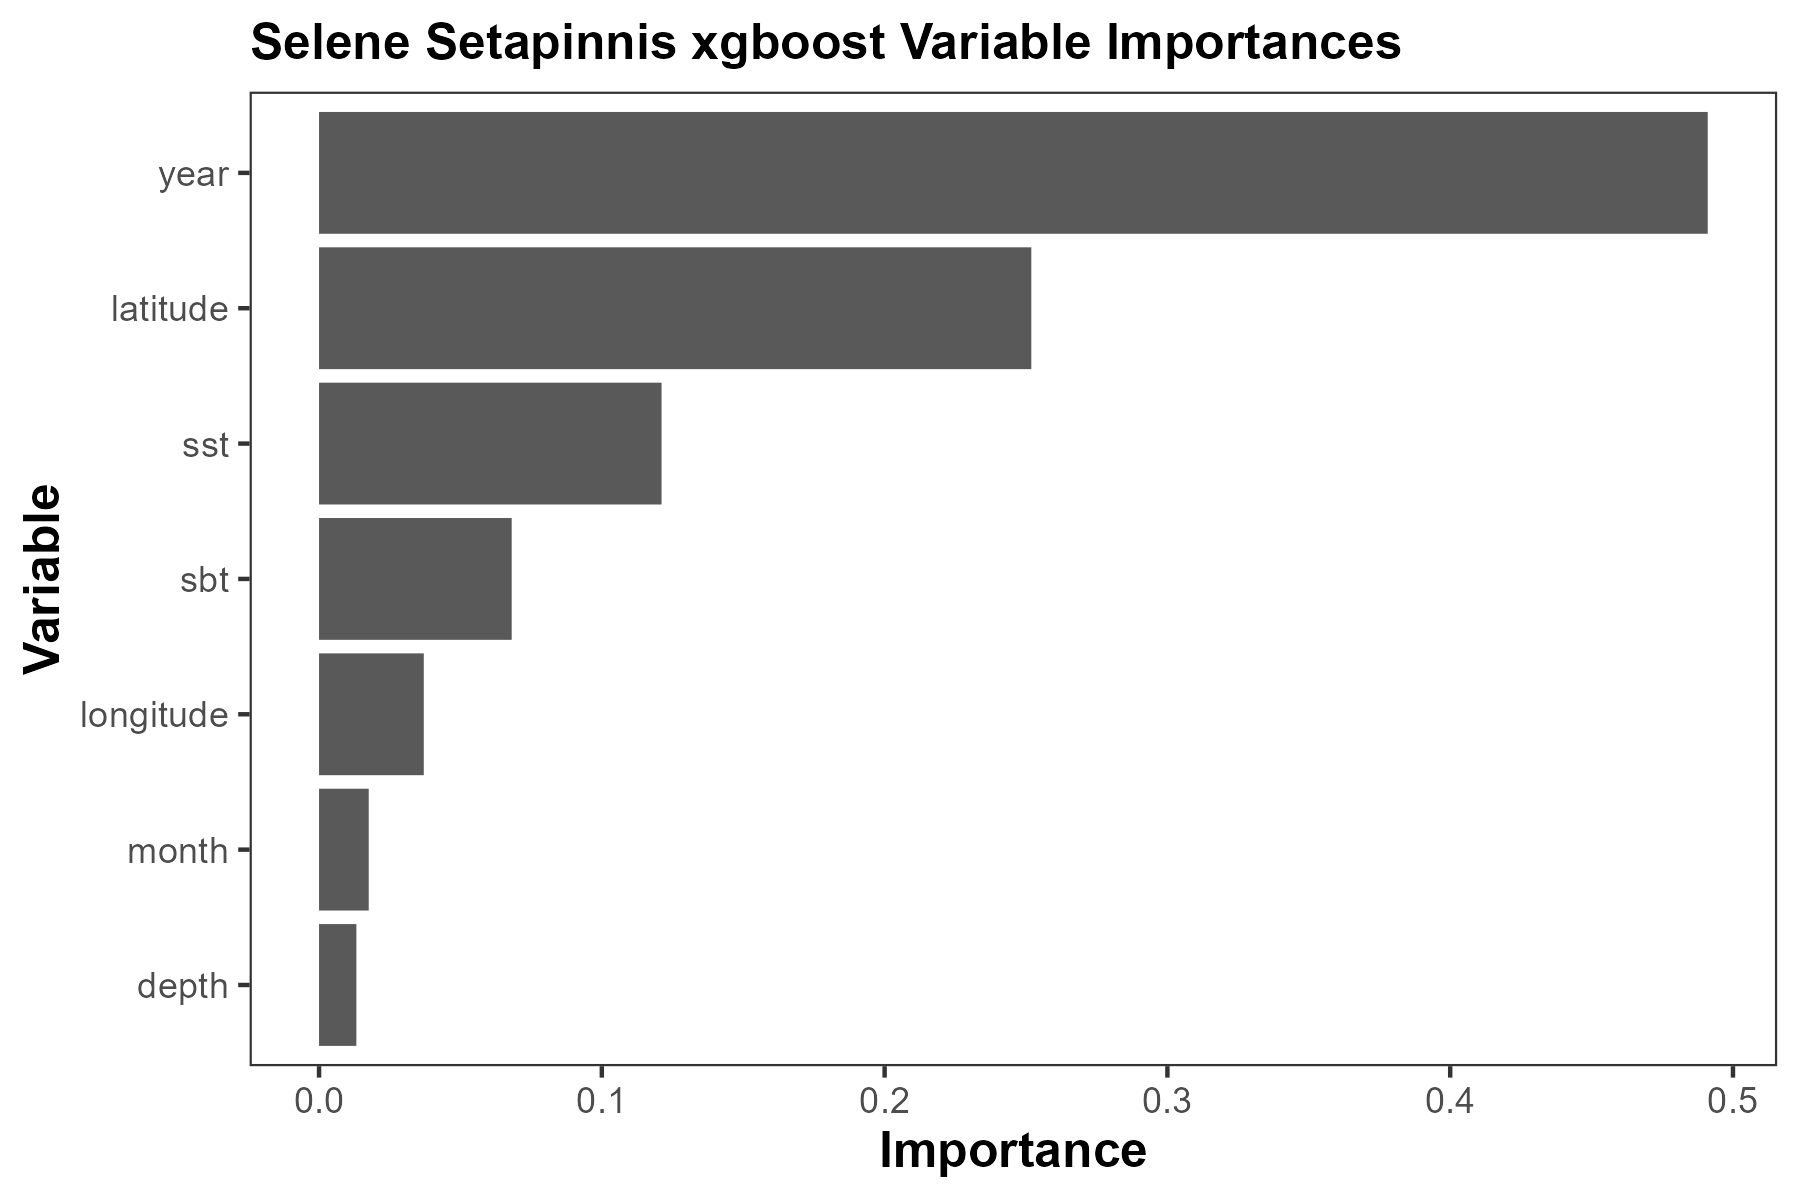 Selene Setapinnis xgboost Variable Importances
Variable
year
latitude
sst
sbt
longitude
month
depth
0.0 0.1 0.2 0.3 0.4 0.5
Importance